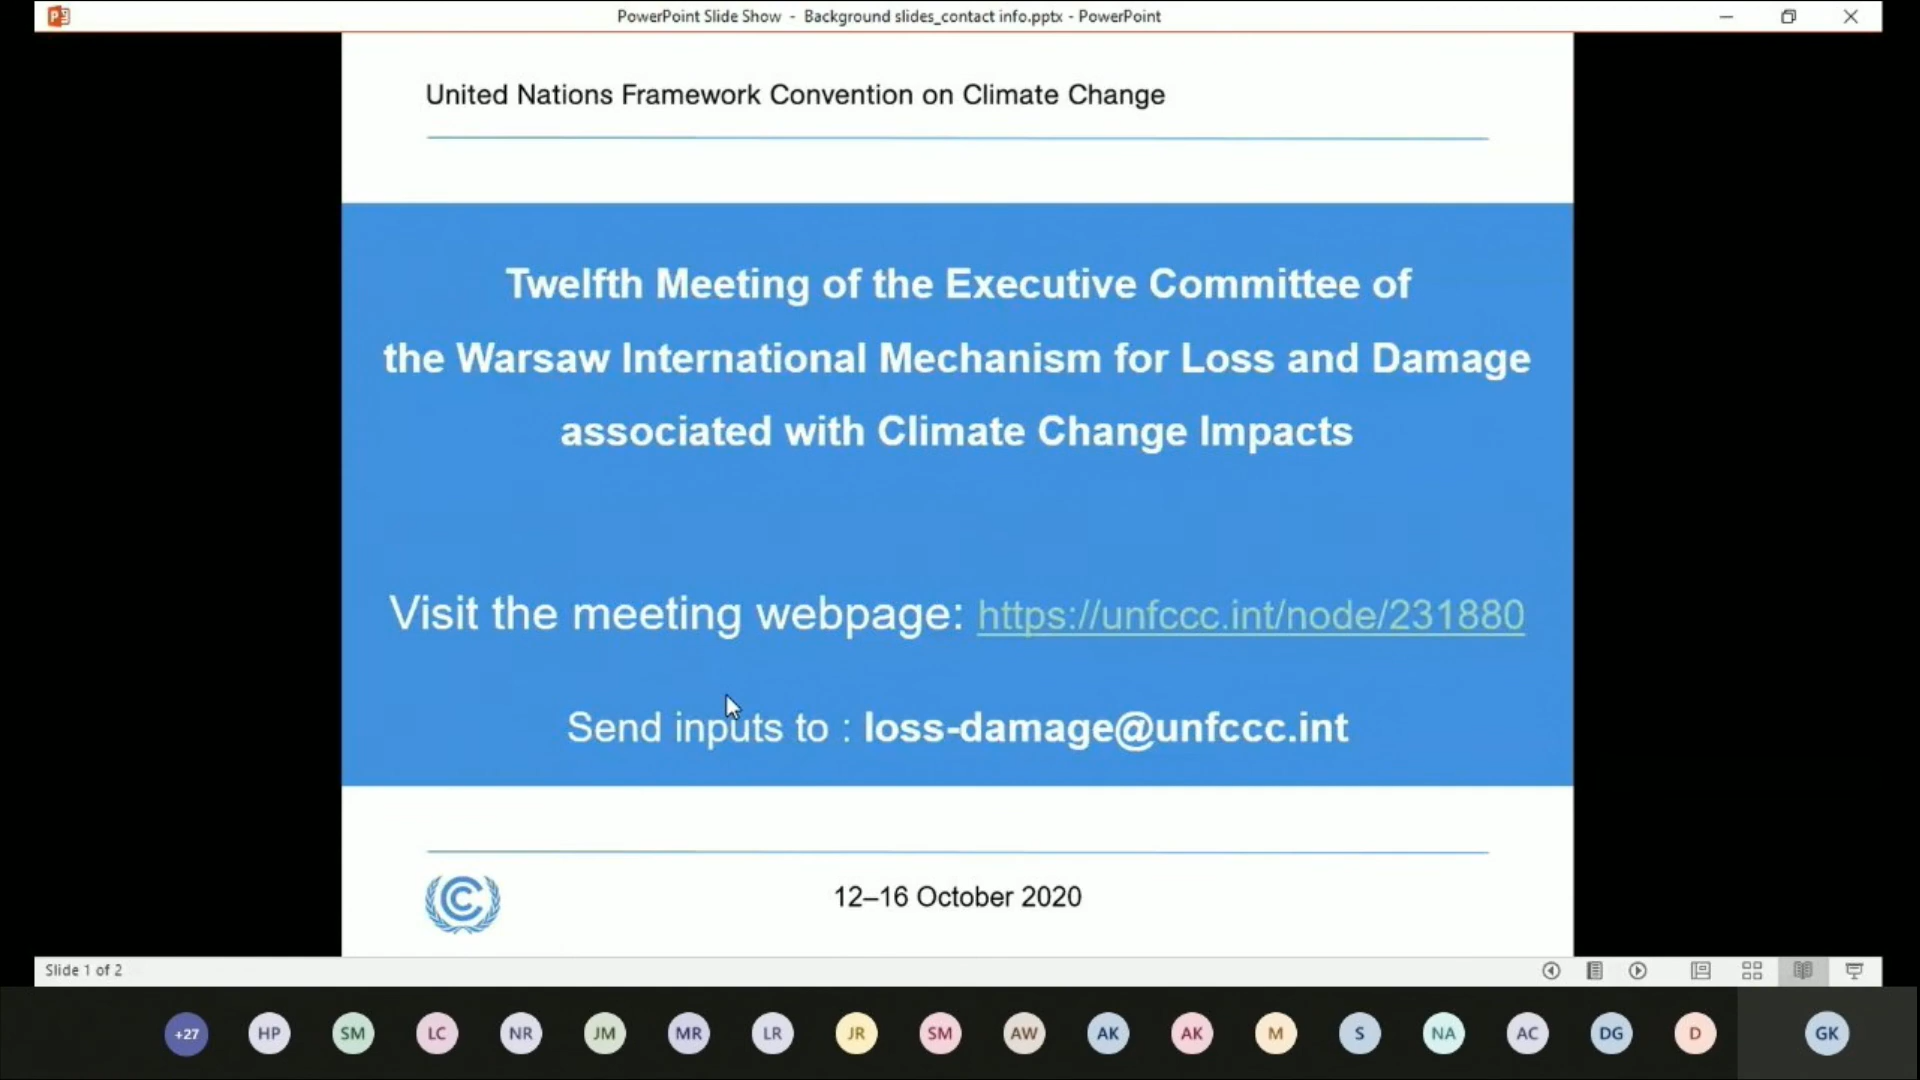 PowerPoint Slide Show - Background slides_contact info.pptx - PowerPoint
United Nations Framework Convention on Climate Change
Twelfth Meeting of the Executive Committee of
the Warsaw International Mechanism for Loss and Damage
associated with Climate Change Impacts
Visit the meeting webpage: https://unfccc.int/node/231880
Send inputs to : loss-damage@unfccc.int
12–16 October 2020
Slide 1 of 2
+27 HP SM LC NR JM MR LR JR SM AW AK AK M S NA AC DG D GK